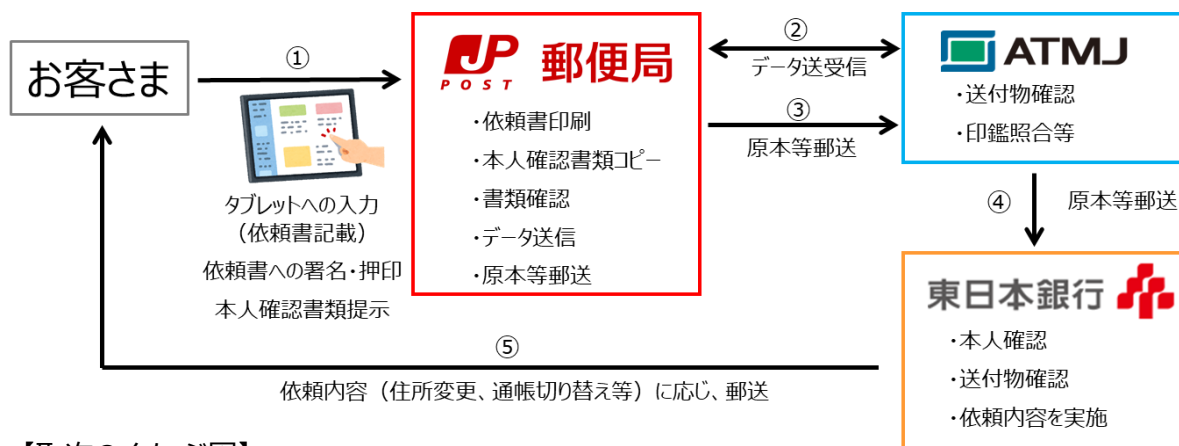 お客さま
①
タブレットへの入力
（依頼書記載）
依頼書への署名・押印
本人確認書類提示
JP
POST
郵便局
・依頼書印刷
・本人確認書類コピー
・書類確認
・データ送信
・原本等郵送
②
データ送受信
③
原本等郵送
ATMJ
・送付物確認
・印鑑照合等
④
原本等郵送
東日本銀行
・本人確認
・送付物確認
・依頼内容を実施
⑤
依頼内容（住所変更、通帳切り替え等）に応じ、郵送